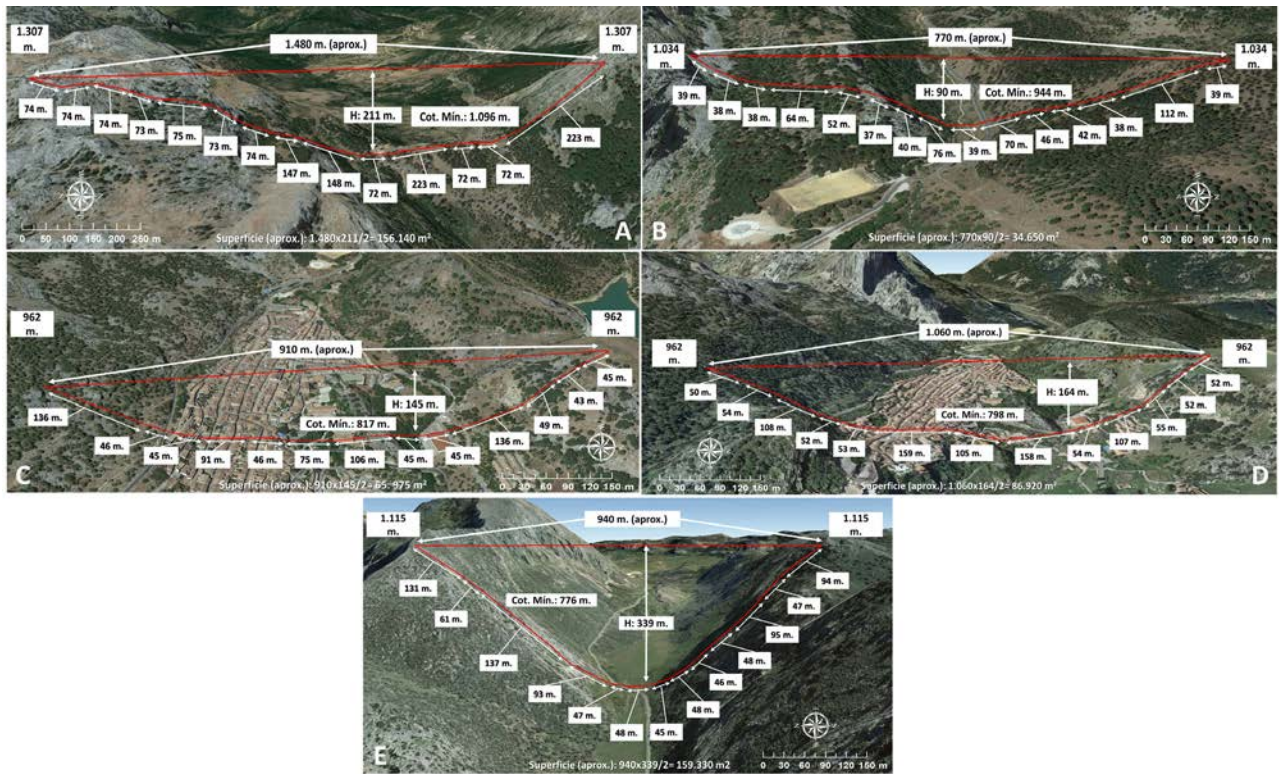 1.307
m.
1.480 m. (aprox.)
1.307
m.
H: 211 m.
Cot. Mín.: 1.096 m.
74 m.
74 m.
74 m.
73 m.
75 m.
73 m.
74 m.
147 m.
148 m.
72 m.
223 m.
72 m.
72 m.
223 m.
0 50 100 150 200 250 m
Superficie (aprox.): 1.480x211/2= 156.140 m²
A
1.034
m.
770 m. (aprox.)
1.034
m.
H: 90 m.
Cot. Mín.: 944 m.
39 m.
38 m.
38 m.
64 m.
52 m.
37 m.
40 m.
76 m.
39 m.
70 m.
46 m.
42 m.
38 m.
112 m.
39 m.
0 30 60 90 120 150 m
Superficie (aprox.): 770x90/2= 34.650 m²
B
962
m.
910 m. (aprox.)
962
m.
H: 145 m.
Cot. Mín.: 817 m.
136 m.
46 m.
45 m.
91 m.
46 m.
75 m.
106 m.
45 m.
45 m.
136 m.
49 m.
43 m.
45 m.
0 30 60 90 120 150 m
Superficie (aprox.): 910x145/2= 65. 975 m²
C
962
m.
1.060 m. (aprox.)
962
m.
H: 164 m.
Cot. Mín.: 798 m.
50 m.
54 m.
108 m.
52 m.
53 m.
159 m.
105 m.
158 m.
54 m.
107 m.
55 m.
52 m.
52 m.
0 30 60 90 120 150 m
Superficie (aprox.): 1.060x164/2= 86.920 m²
D
1.115
m.
940 m. (aprox.)
1.115
m.
H: 339 m.
Cot. Mín.: 776 m.
131 m.
61 m.
137 m.
93 m.
47 m.
48 m.
45 m.
48 m.
46 m.
48 m.
95 m.
47 m.
94 m.
0 30 60 90 120 150 m
Superficie (aprox.): 940x339/2= 159.330 m2
E